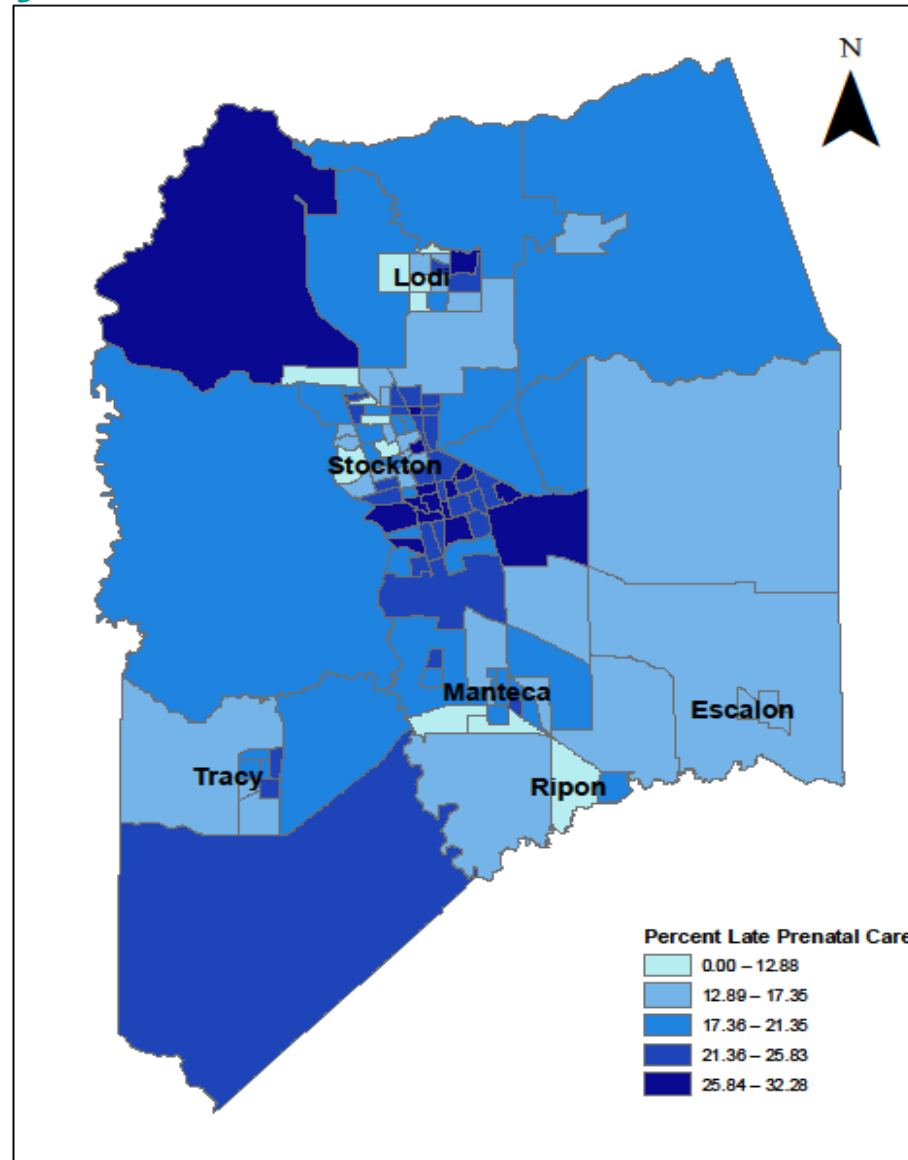 N
Lodi
Stockton
Manteca
Escalon
Tracy
Ripon
Percent Late Prenatal Care
0.00 – 12.88
12.89 – 17.35
17.36 – 21.35
21.36 – 25.83
25.84 – 32.28